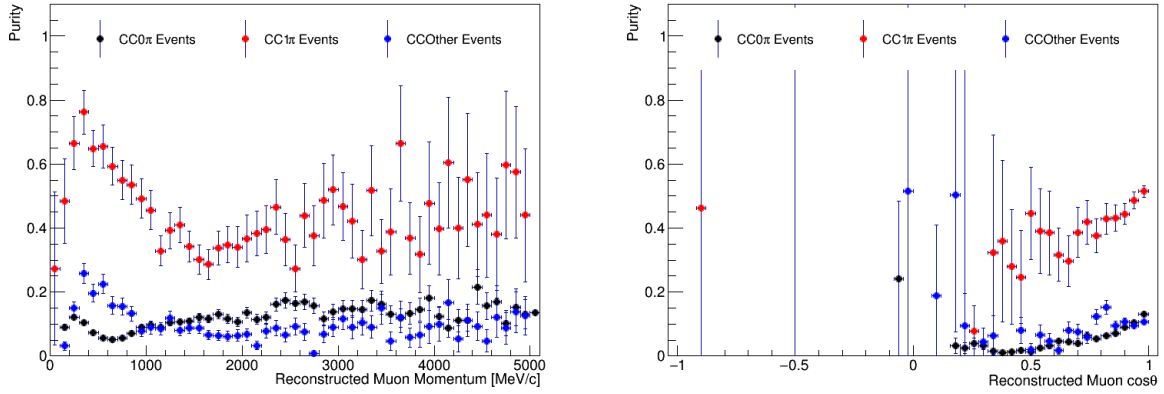 Purity
1
0.8
0.6
0.4
0.2
0
CC0π Events
CC1π Events
CCOther Events
0 1000 2000 3000 4000 5000
Reconstructed Muon Momentum [MeV/c]
Purity
1
0.8
0.6
0.4
0.2
0
CC0π Events
CC1π Events
CCOther Events
−1 −0.5 0 0.5 1
Reconstructed Muon cosθ